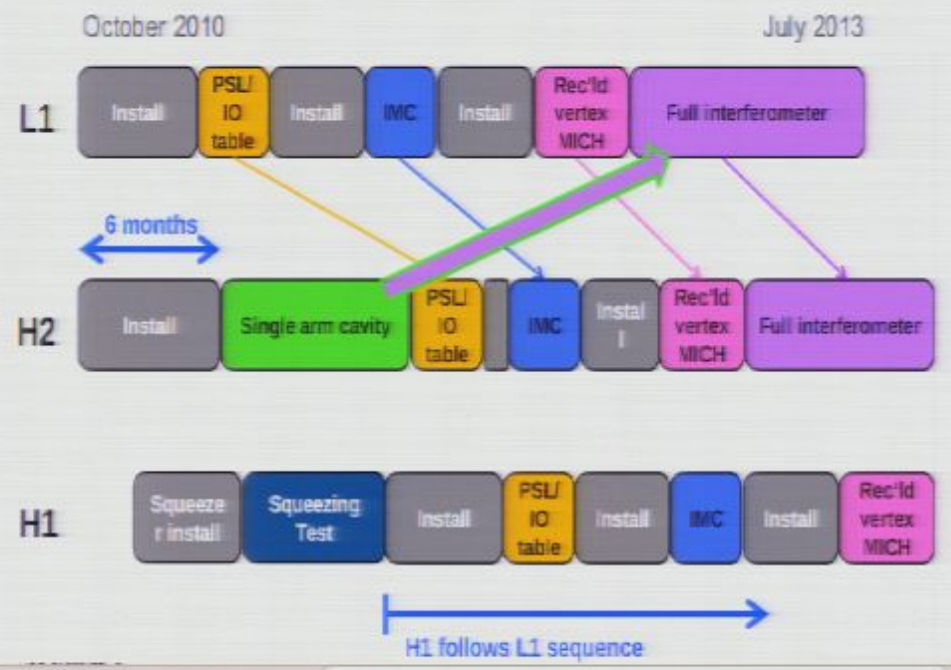 October 2010
July 2013
L1
Install
PSL/
IO
table
Install
IMC
Install
Rec'ld
vertex
MICH
Full interferometer
6 months
H2
Install
Single arm cavity
PSL/
IO
table
IMC
Instal
l
Rec'ld
vertex
MICH
Full interferometer
H1
Squeeze
r install
Squeezing
Test
Install
PSL/
IO
table
Install
IMC
Install
Rec'ld
vertex
MICH
H1 follows L1 sequence